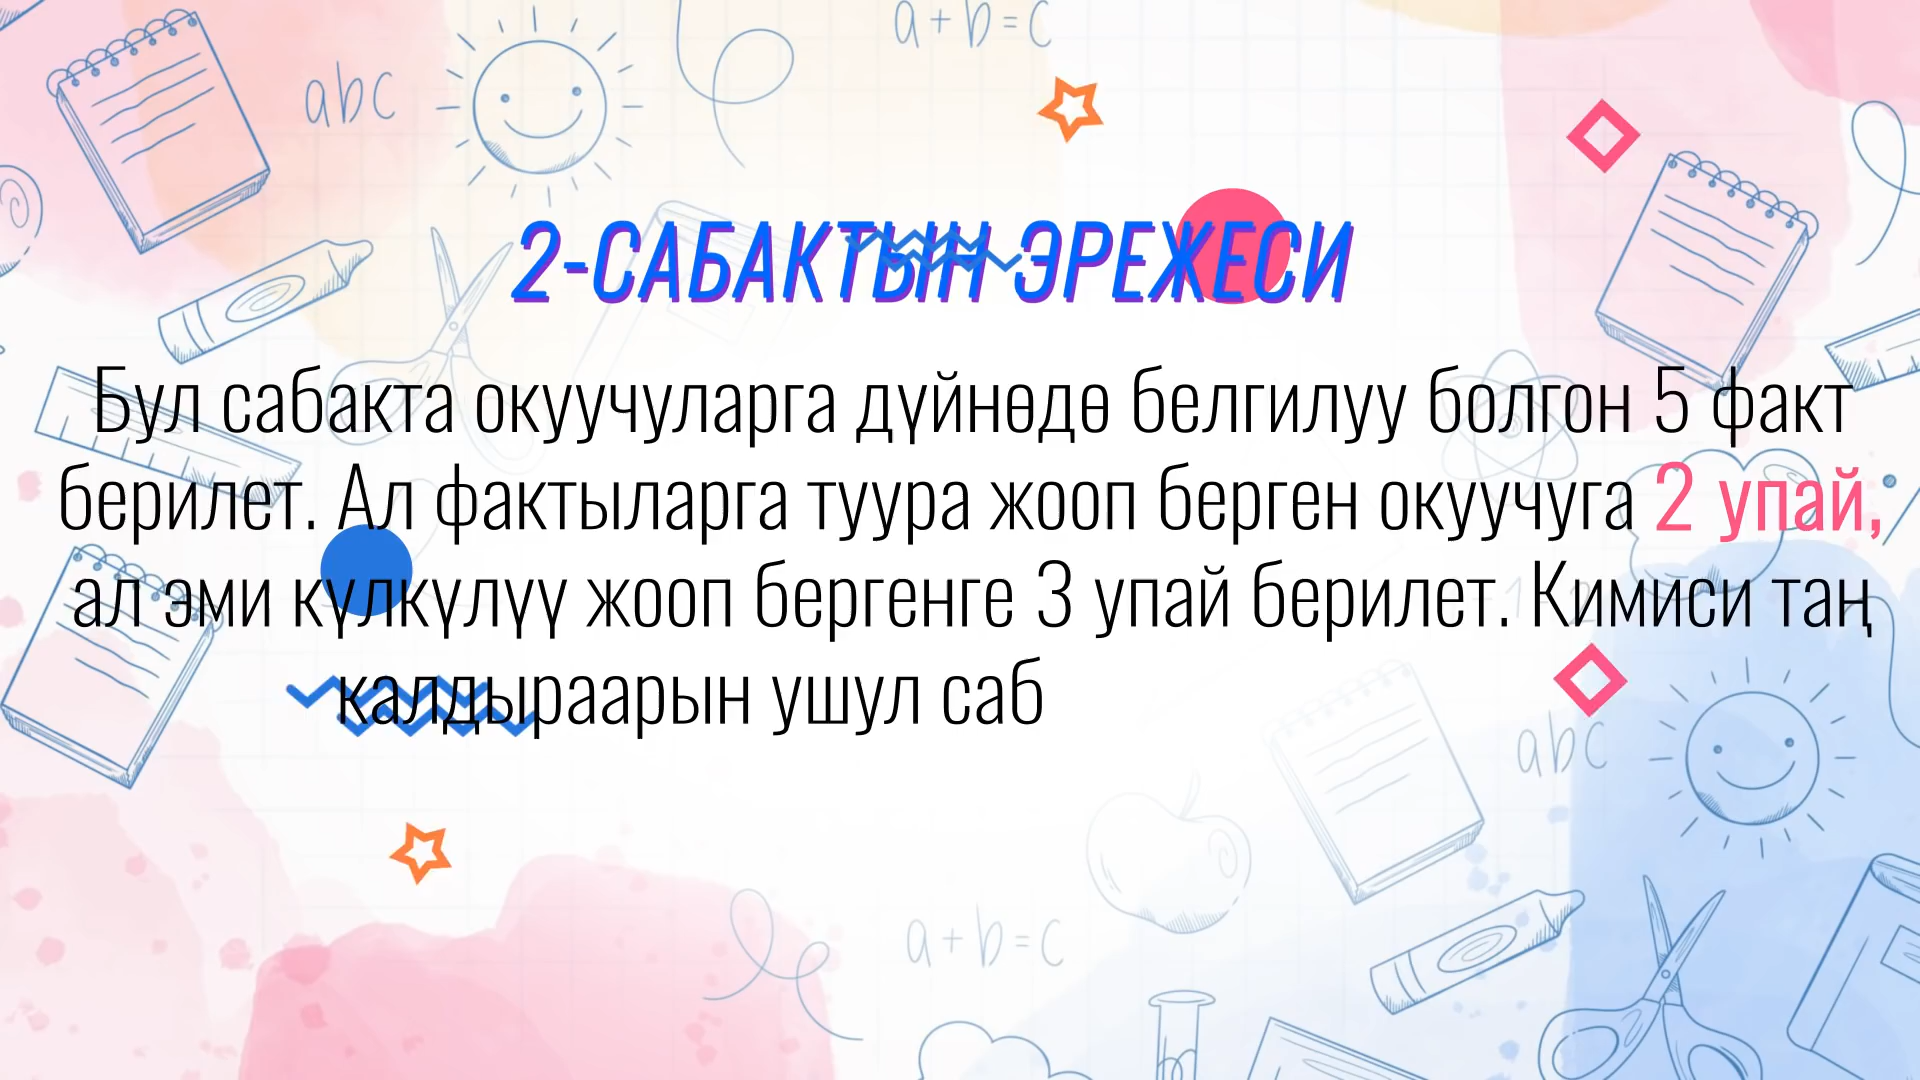 a+b=c
abc
2-САБАКТЫН ЭРЕЖЕСИ
Бул сабакта окуучуларга дүйнөдө белгилүү болгон 5 факт
берилет. Ал фактыларга туура жооп берген окуучуга 2 упай,
ал эми күлкүлүү жооп бергенге 3 упай берилет. Кимиси таң
калдыраарын ушул саб
abc
a+b=c